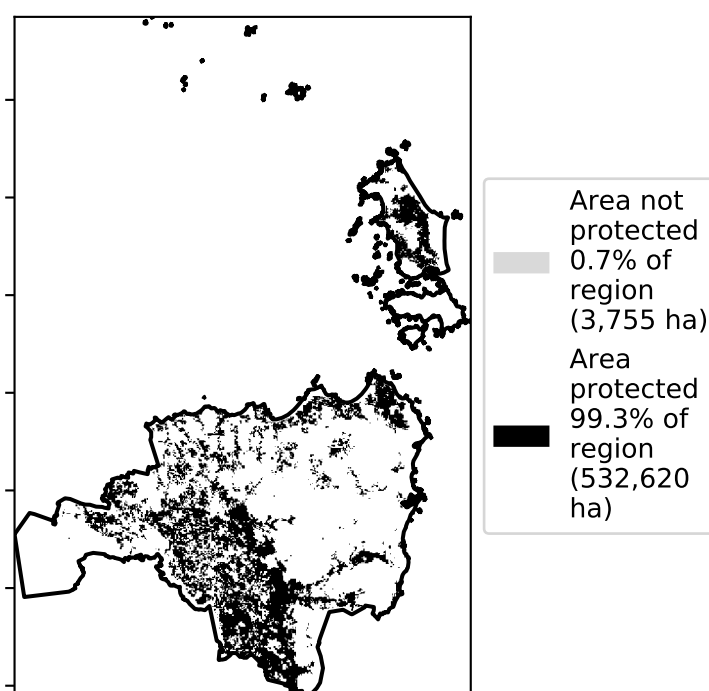 Area not
protected
0.7% of
region
(3,755 ha)
Area
protected
99.3% of
region
(532,620
ha)